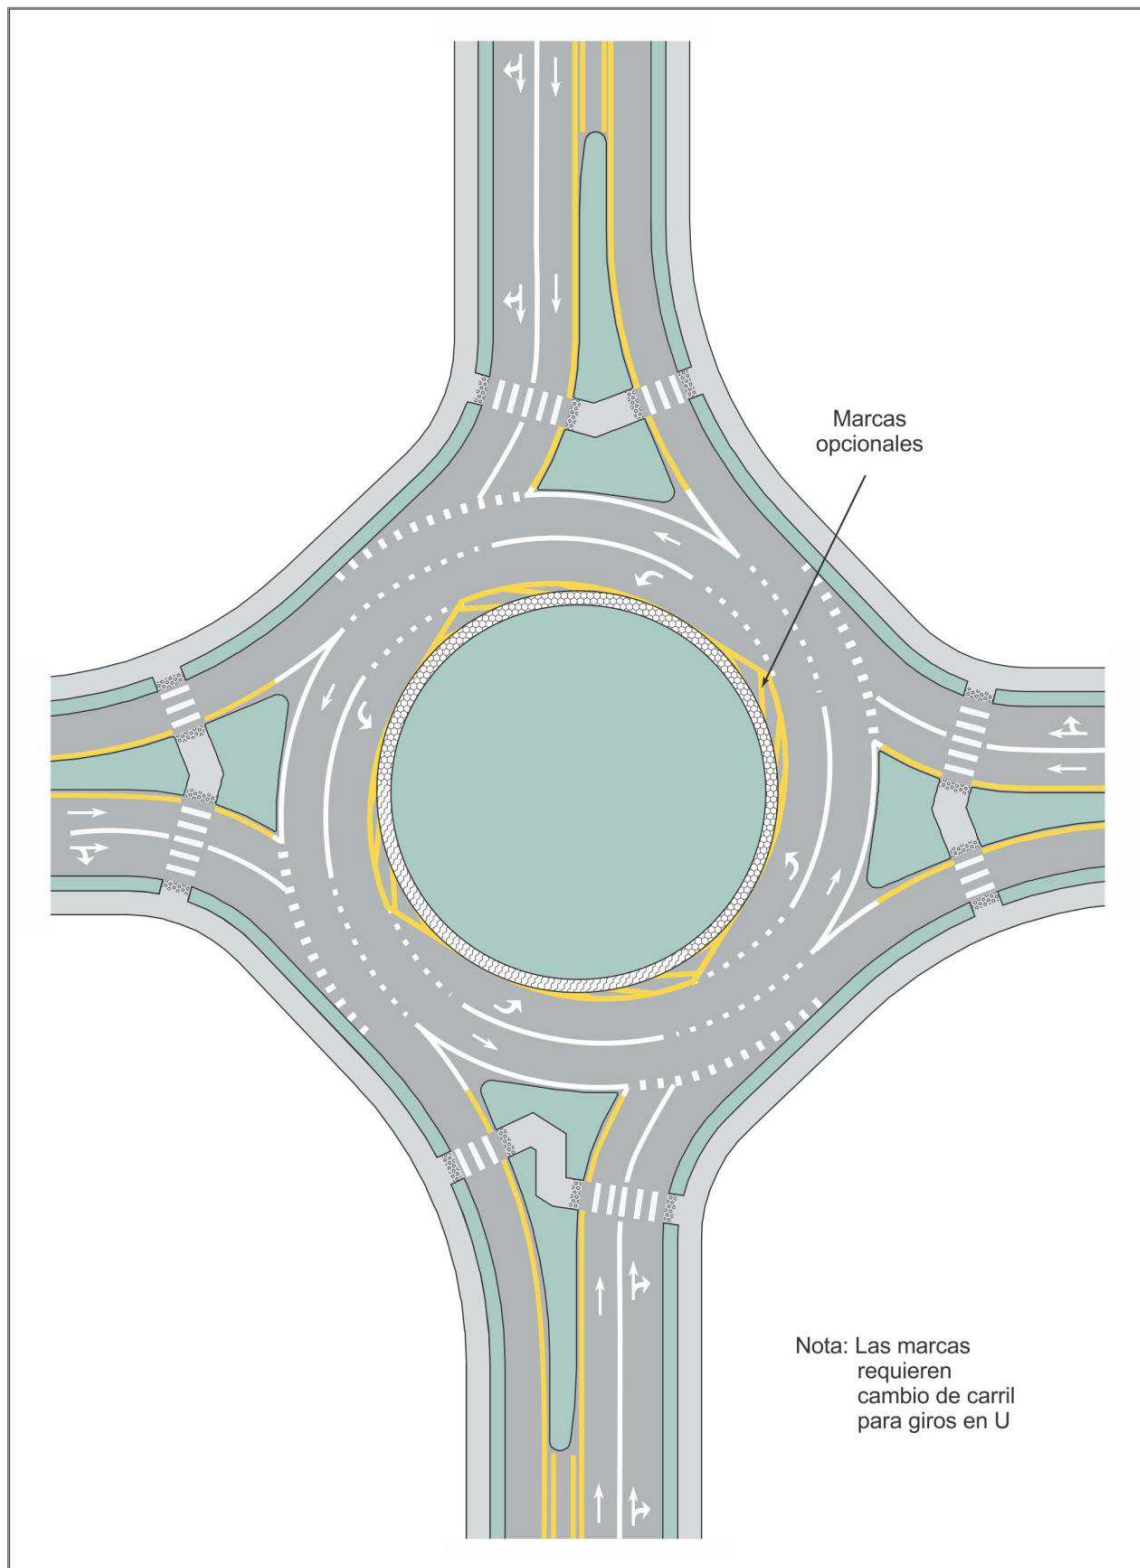 Marcas
opcionales
Nota: Las marcas
requieren
cambio de carril
para giros en U